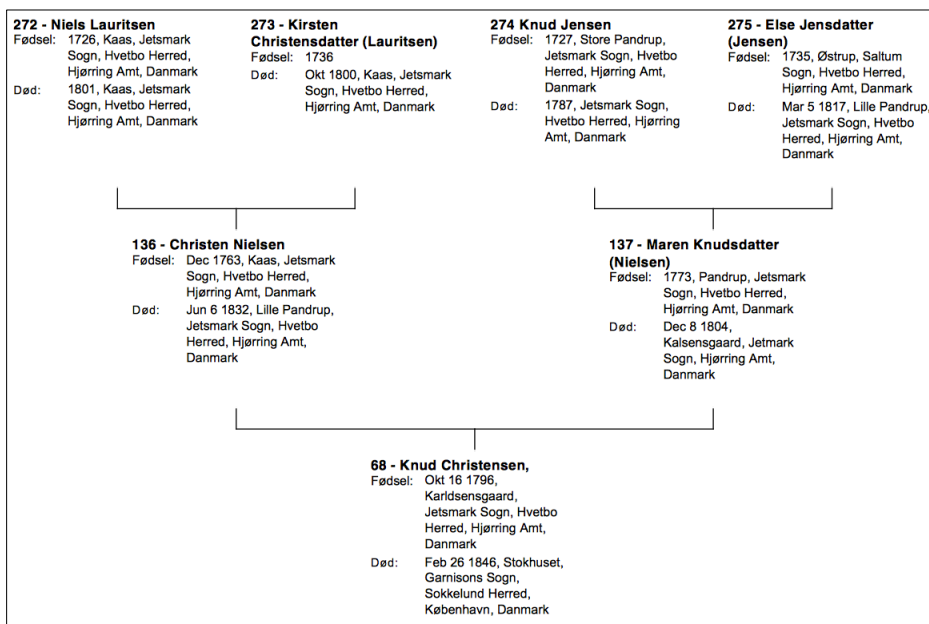 272 - Niels Lauritsen
Fødsel: 1726, Kaas, Jetsmark
Sogn, Hvetbo Herred,
Hjørring Amt, Danmark
Død: 1801, Kaas, Jetsmark
Sogn, Hvetbo Herred,
Hjørring Amt, Danmark
273 - Kirsten
Christensdatter (Lauritsen)
Fødsel: 1736
Død: Okt 1800, Kaas, Jetsmark
Sogn, Hvetbo Herred,
Hjørring Amt, Danmark
274 Knud Jensen
Fødsel: 1727, Store Pandrup,
Jetsmark Sogn, Hvetbo
Herred, Hjørring Amt,
Danmark
Død: 1787, Jetsmark Sogn,
Hvetbo Herred, Hjørring
Amt, Danmark
275 - Else Jensdatter
(Jensen)
Fødsel: 1735, Østrup, Saltum
Sogn, Hvetbo Herred,
Hjørring Amt, Danmark
Død: Mar 5 1817, Lille Pandrup,
Jetsmark Sogn, Hvetbo
Herred, Hjørring Amt,
Danmark
136 - Christen Nielsen
Fødsel: Dec 1763, Kaas, Jetsmark
Sogn, Hvetbo Herred,
Hjørring Amt, Danmark
Død: Jun 6 1832, Lille Pandrup,
Jetsmark Sogn, Hvetbo
Herred, Hjørring Amt,
Danmark
137 - Maren Knudsdatter
(Nielsen)
Fødsel: 1773, Pandrup, Jetsmark
Sogn, Hvetbo Herred,
Hjørring Amt, Danmark
Død: Dec 8 1804,
Kalsensgaard, Jetmark
Sogn, Hjørring Amt,
Danmark
68 - Knud Christensen,
Fødsel: Okt 16 1796,
Karldsensgaard,
Jetsmark Sogn, Hvetbo
Herred, Hjørring Amt,
Danmark
Død: Feb 26 1846, Stokhuset,
Garnisons Sogn,
Sokkelund Herred,
København, Danmark